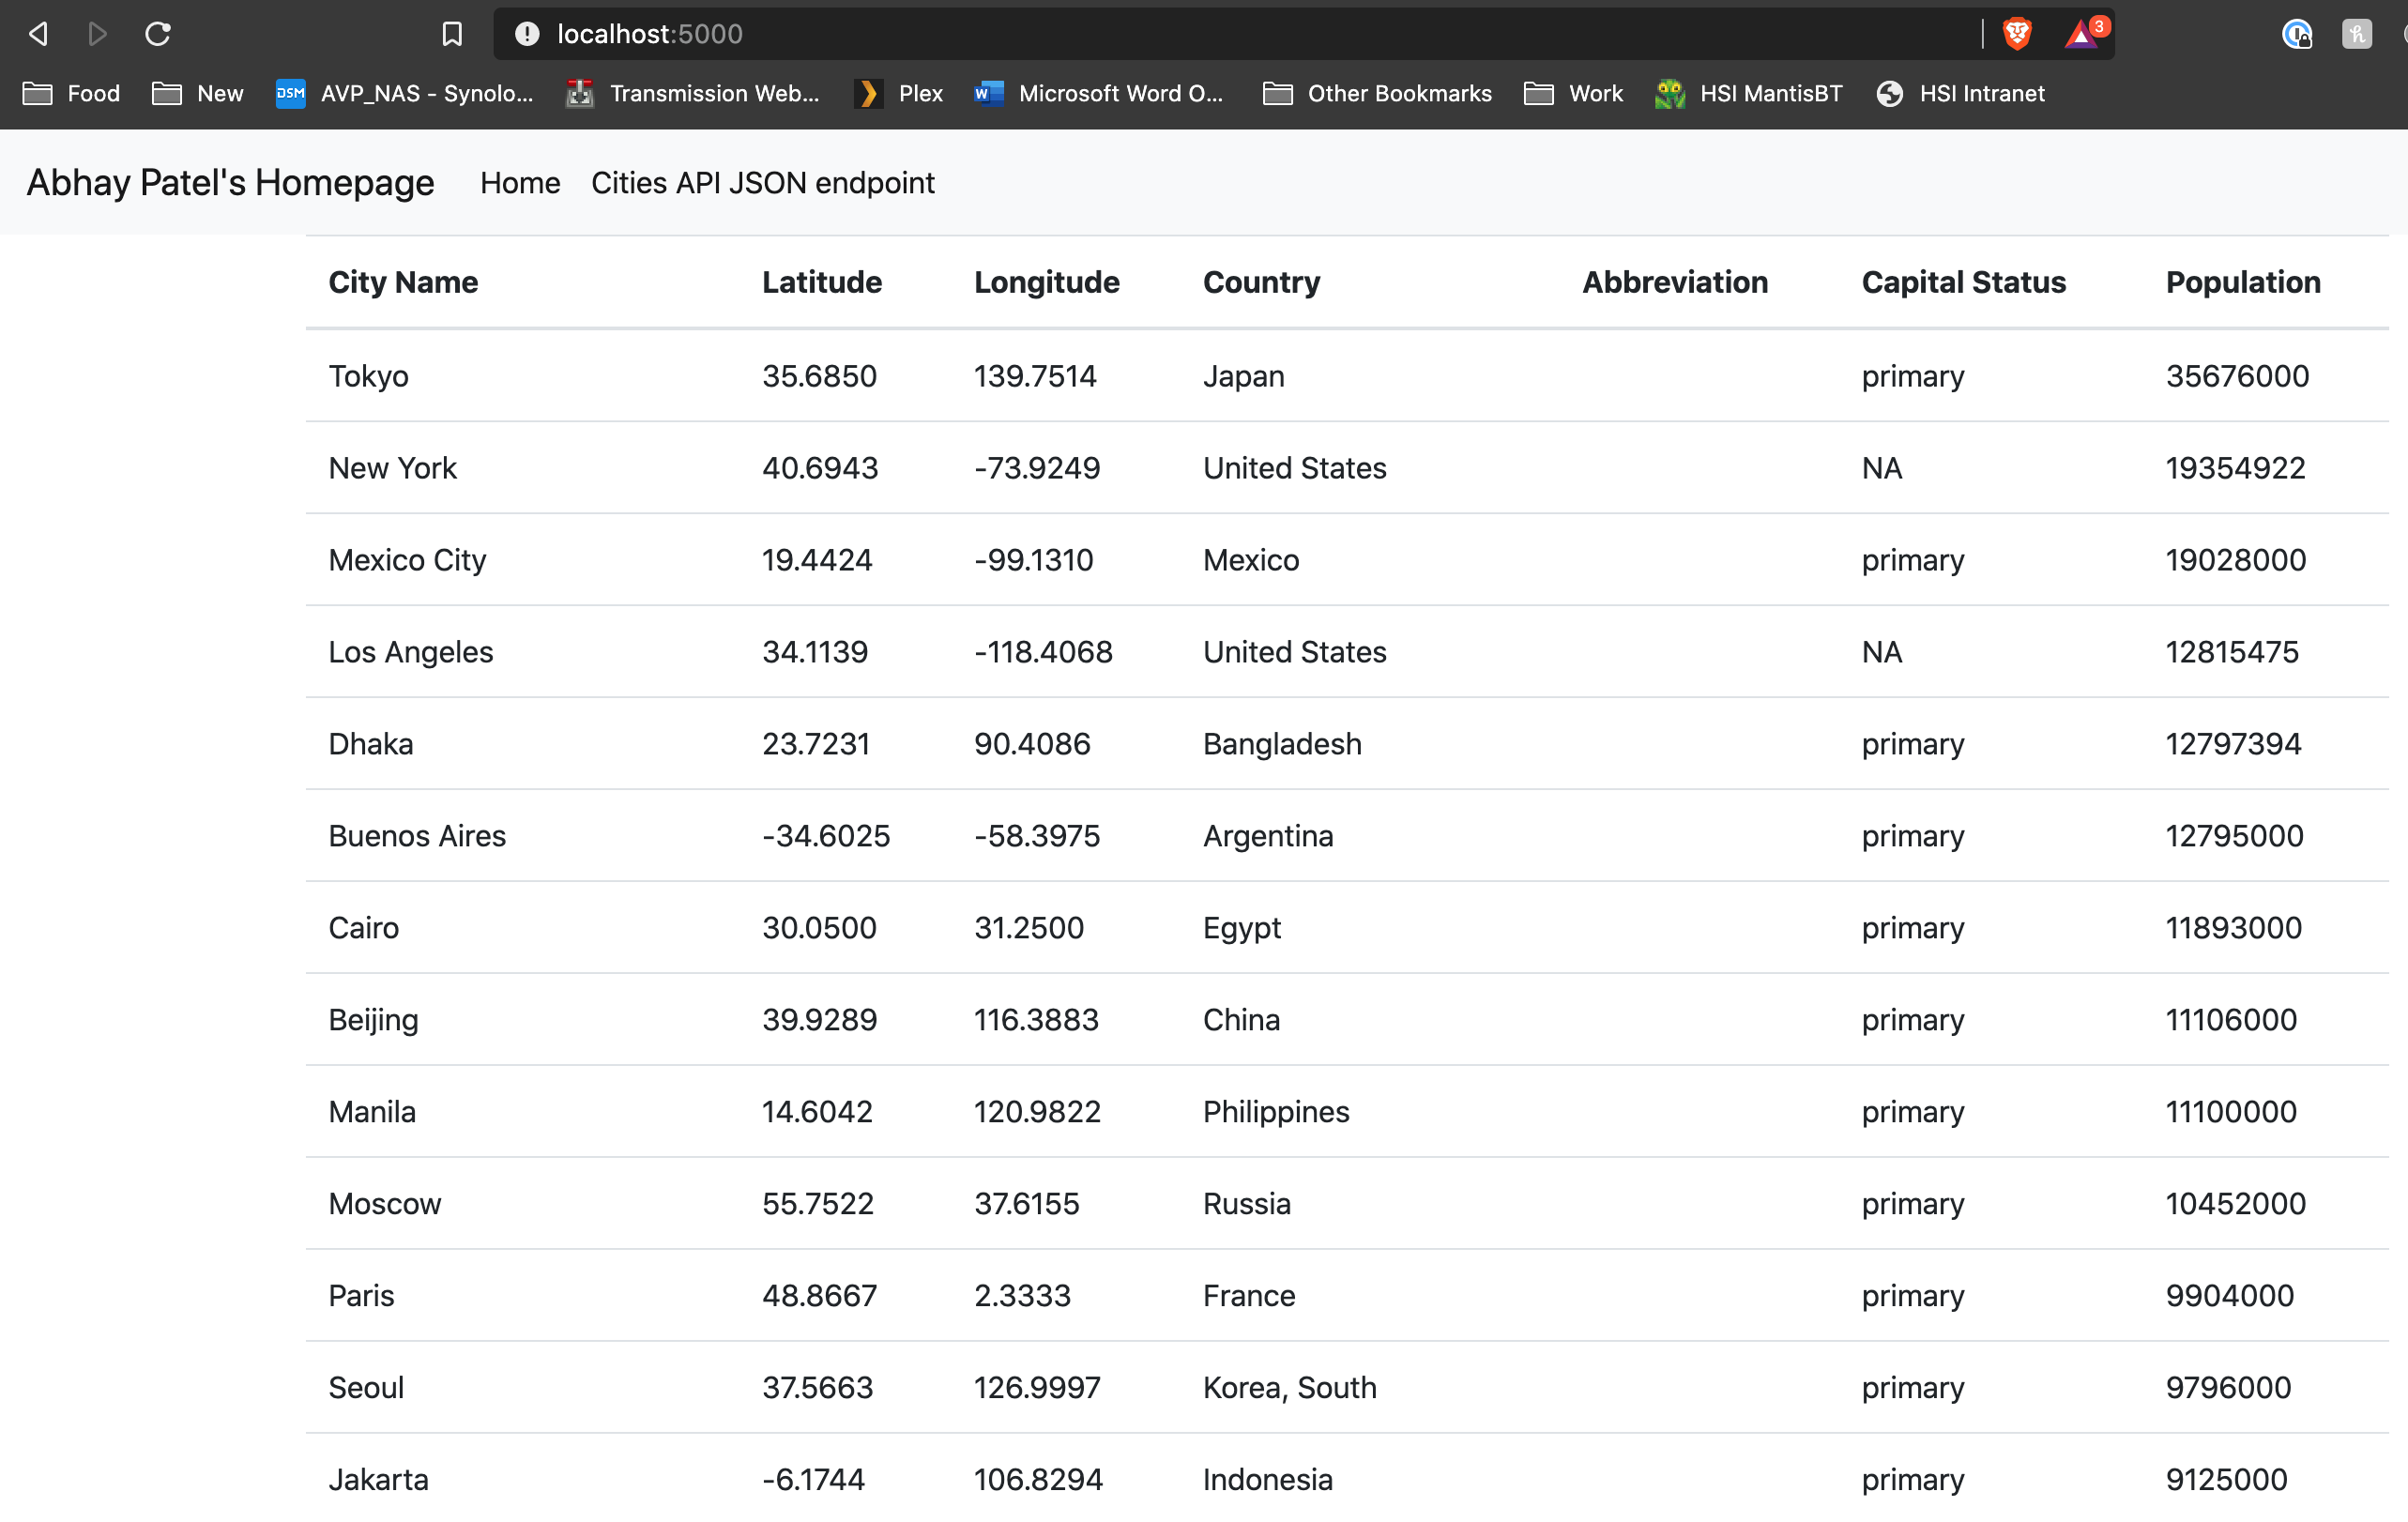 localhost:5000 3
Food New DSM AVP_NAS - Synolo... Transmission Web... Plex W Microsoft Word O... Other Bookmarks Work HSI MantisBT HSI Intranet
Abhay Patel's Homepage Home Cities API JSON endpoint
City Name Latitude Longitude Country Abbreviation Capital Status Population
Tokyo 35.6850 139.7514 Japan primary 35676000
New York 40.6943 -73.9249 United States NA 19354922
Mexico City 19.4424 -99.1310 Mexico primary 19028000
Los Angeles 34.1139 -118.4068 United States NA 12815475
Dhaka 23.7231 90.4086 Bangladesh primary 12797394
Buenos Aires -34.6025 -58.3975 Argentina primary 12795000
Cairo 30.0500 31.2500 Egypt primary 11893000
Beijing 39.9289 116.3883 China primary 11106000
Manila 14.6042 120.9822 Philippines primary 11100000
Moscow 55.7522 37.6155 Russia primary 10452000
Paris 48.8667 2.3333 France primary 9904000
Seoul 37.5663 126.9997 Korea, South primary 9796000
Jakarta -6.1744 106.8294 Indonesia primary 9125000